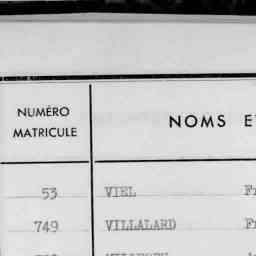 NUMÉRO
MATRICULE
NOMS
53 VIEL
749 VILLALARD